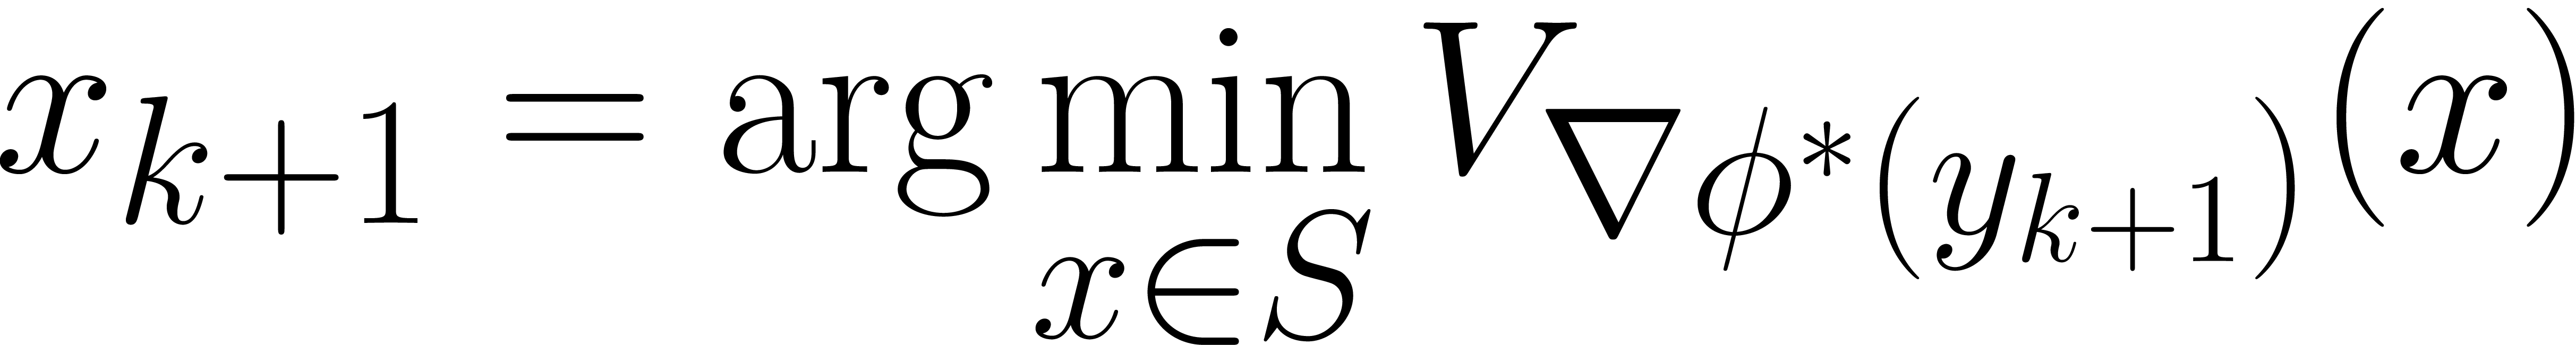 x_{k+1} = \arg\min_{x \in S} V_{\nabla \phi^*(y_{k+1})}(x)